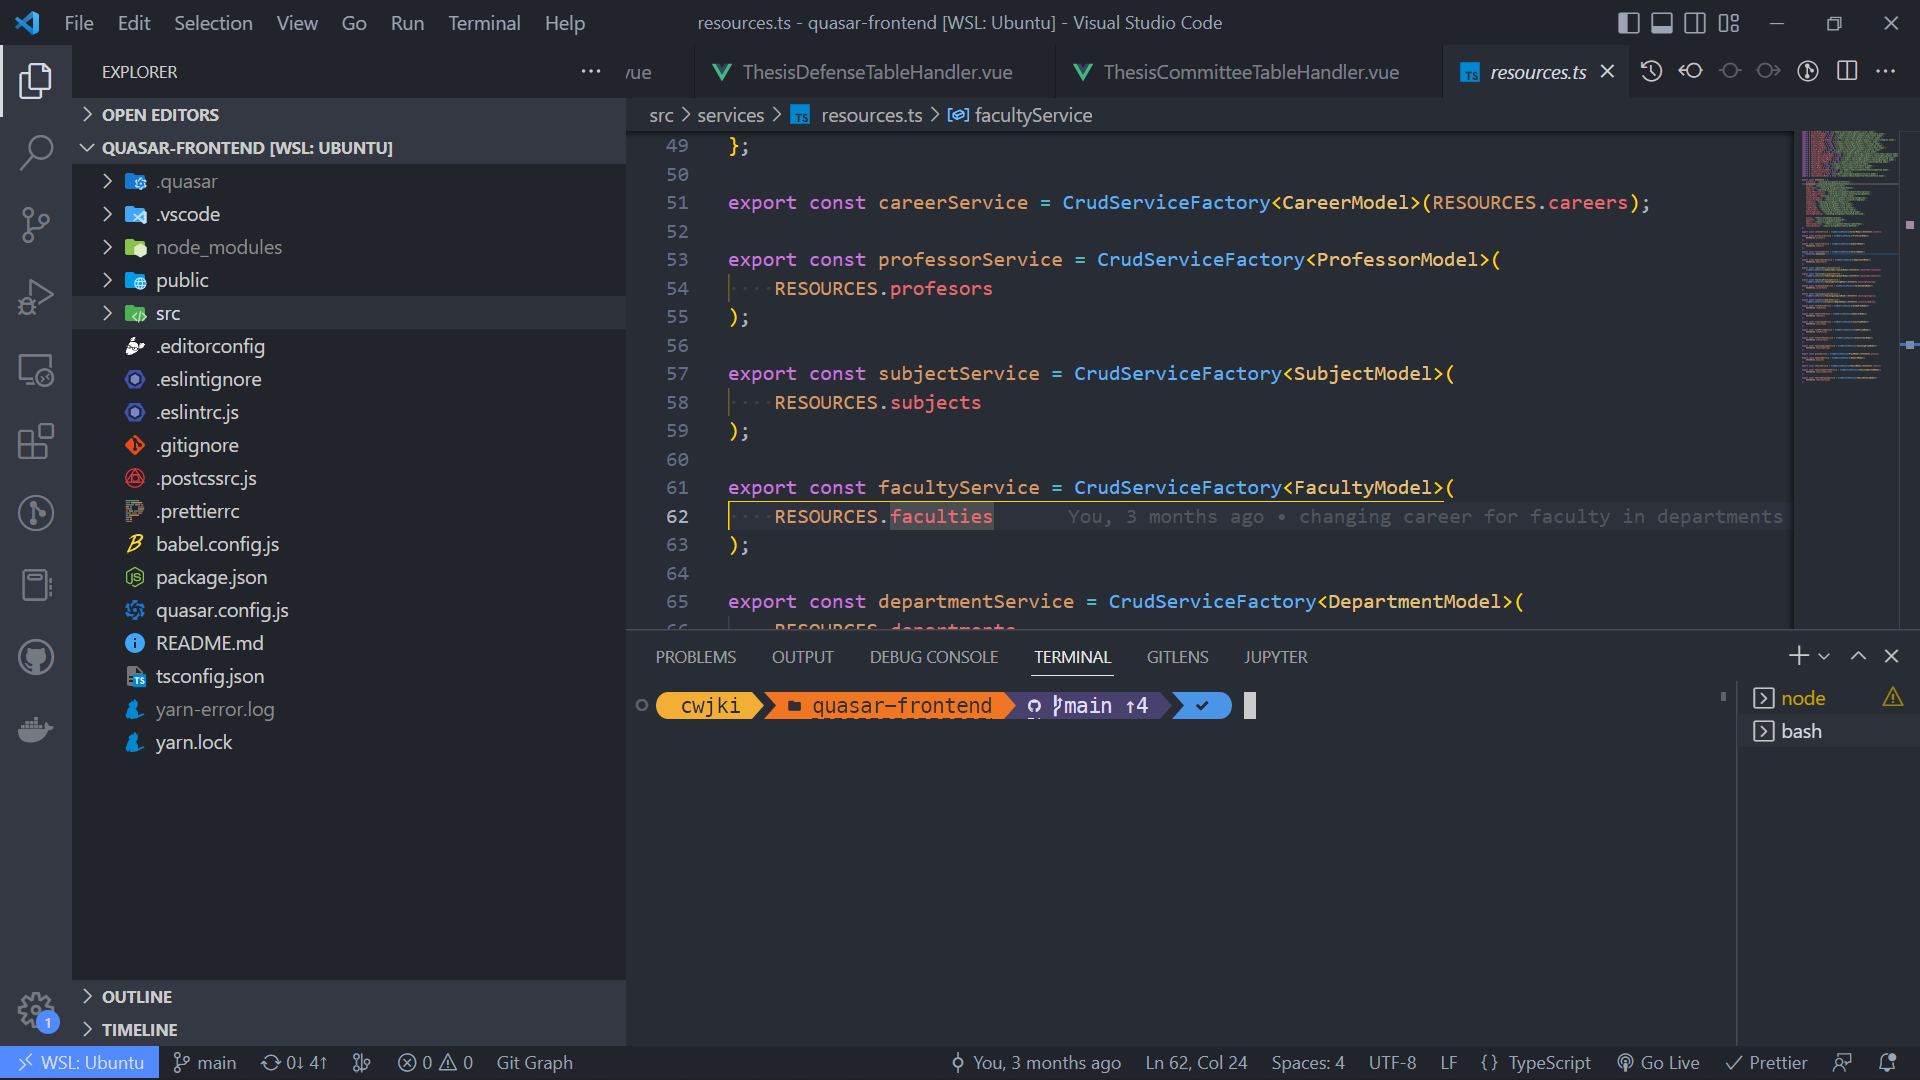 File Edit Selection View Go Run Terminal Help
resources.ts - quasar-frontend [WSL: Ubuntu] - Visual Studio Code
EXPLORER
OPEN EDITORS
QUASAR-FRONTEND [WSL: UBUNTU]
.quasar
.vscode
node_modules
public
src
.editorconfig
.eslintignore
.eslintrc.js
.gitignore
.postcssrc.js
.prettierrc
babel.config.js
package.json
quasar.config.js
README.md
tsconfig.json
yarn-error.log
yarn.lock
OUTLINE
TIMELINE
1
ThesisDefenseTableHandler.vue
ThesisCommitteeTableHandler.vue
TS resources.ts
src > services > TS resources.ts > facultyService
49 };
50
51 export const careerService = CrudServiceFactory<CareerModel>(RESOURCES.careers);
52
53 export const professorService = CrudServiceFactory<ProfessorModel>(
54 ····RESOURCES.profesors
55 );
56
57 export const subjectService = CrudServiceFactory<SubjectModel>(
58 ····RESOURCES.subjects
59 );
60
61 export const facultyService = CrudServiceFactory<FacultyModel>(
62 ····RESOURCES.faculties You, 3 months ago • changing career for faculty in departments
63 );
64
65 export const departmentService = CrudServiceFactory<DepartmentModel>(
66 RESOURCES.departments
PROBLEMS OUTPUT DEBUG CONSOLE TERMINAL GITLENS JUPYTER
cwjki quasar-frontend main ↑4 ✓
node
bash
WSL: Ubuntu main 0↓ 4↑ 0 0 Git Graph You, 3 months ago Ln 62, Col 24 Spaces: 4 UTF-8 LF {} TypeScript Go Live Prettier